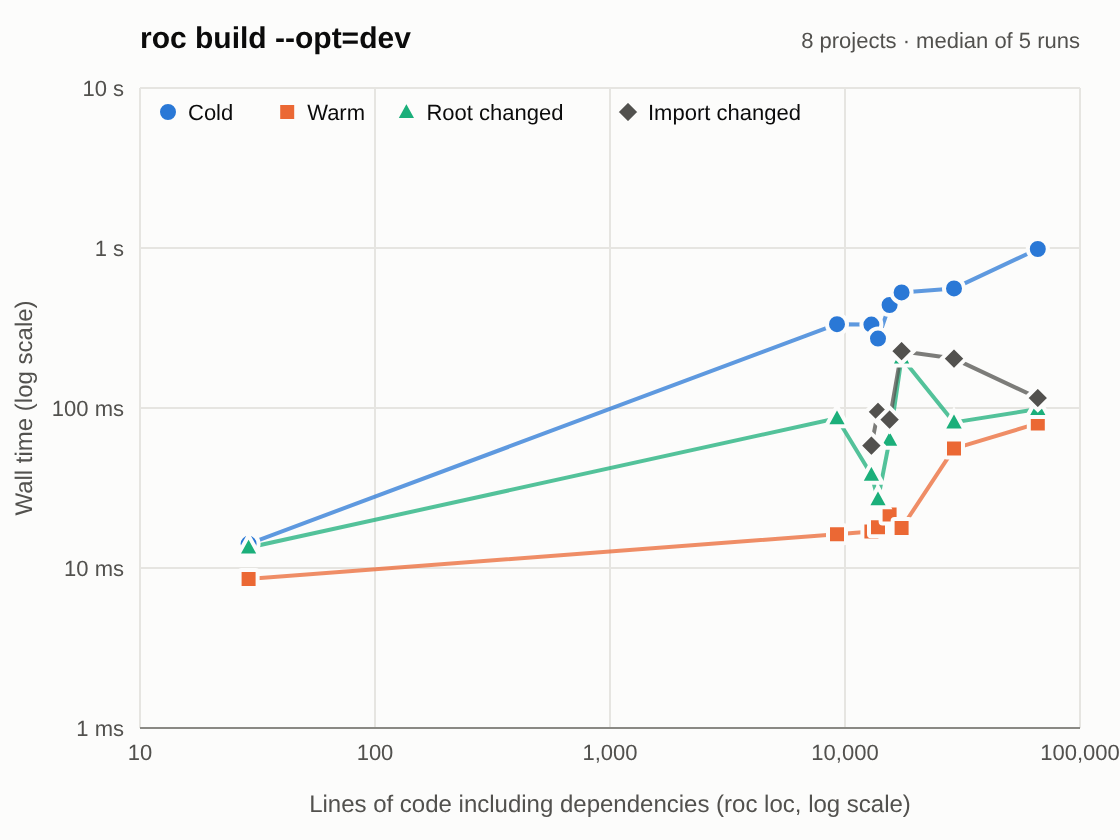 roc build --opt=dev
8 projects · median of 5 runs
Cold
Warm
Root changed
Import changed
10 s
1 s
100 ms
10 ms
1 ms
Wall time (log scale)
10
100
1,000
10,000
100,000
Lines of code including dependencies (roc loc, log scale)